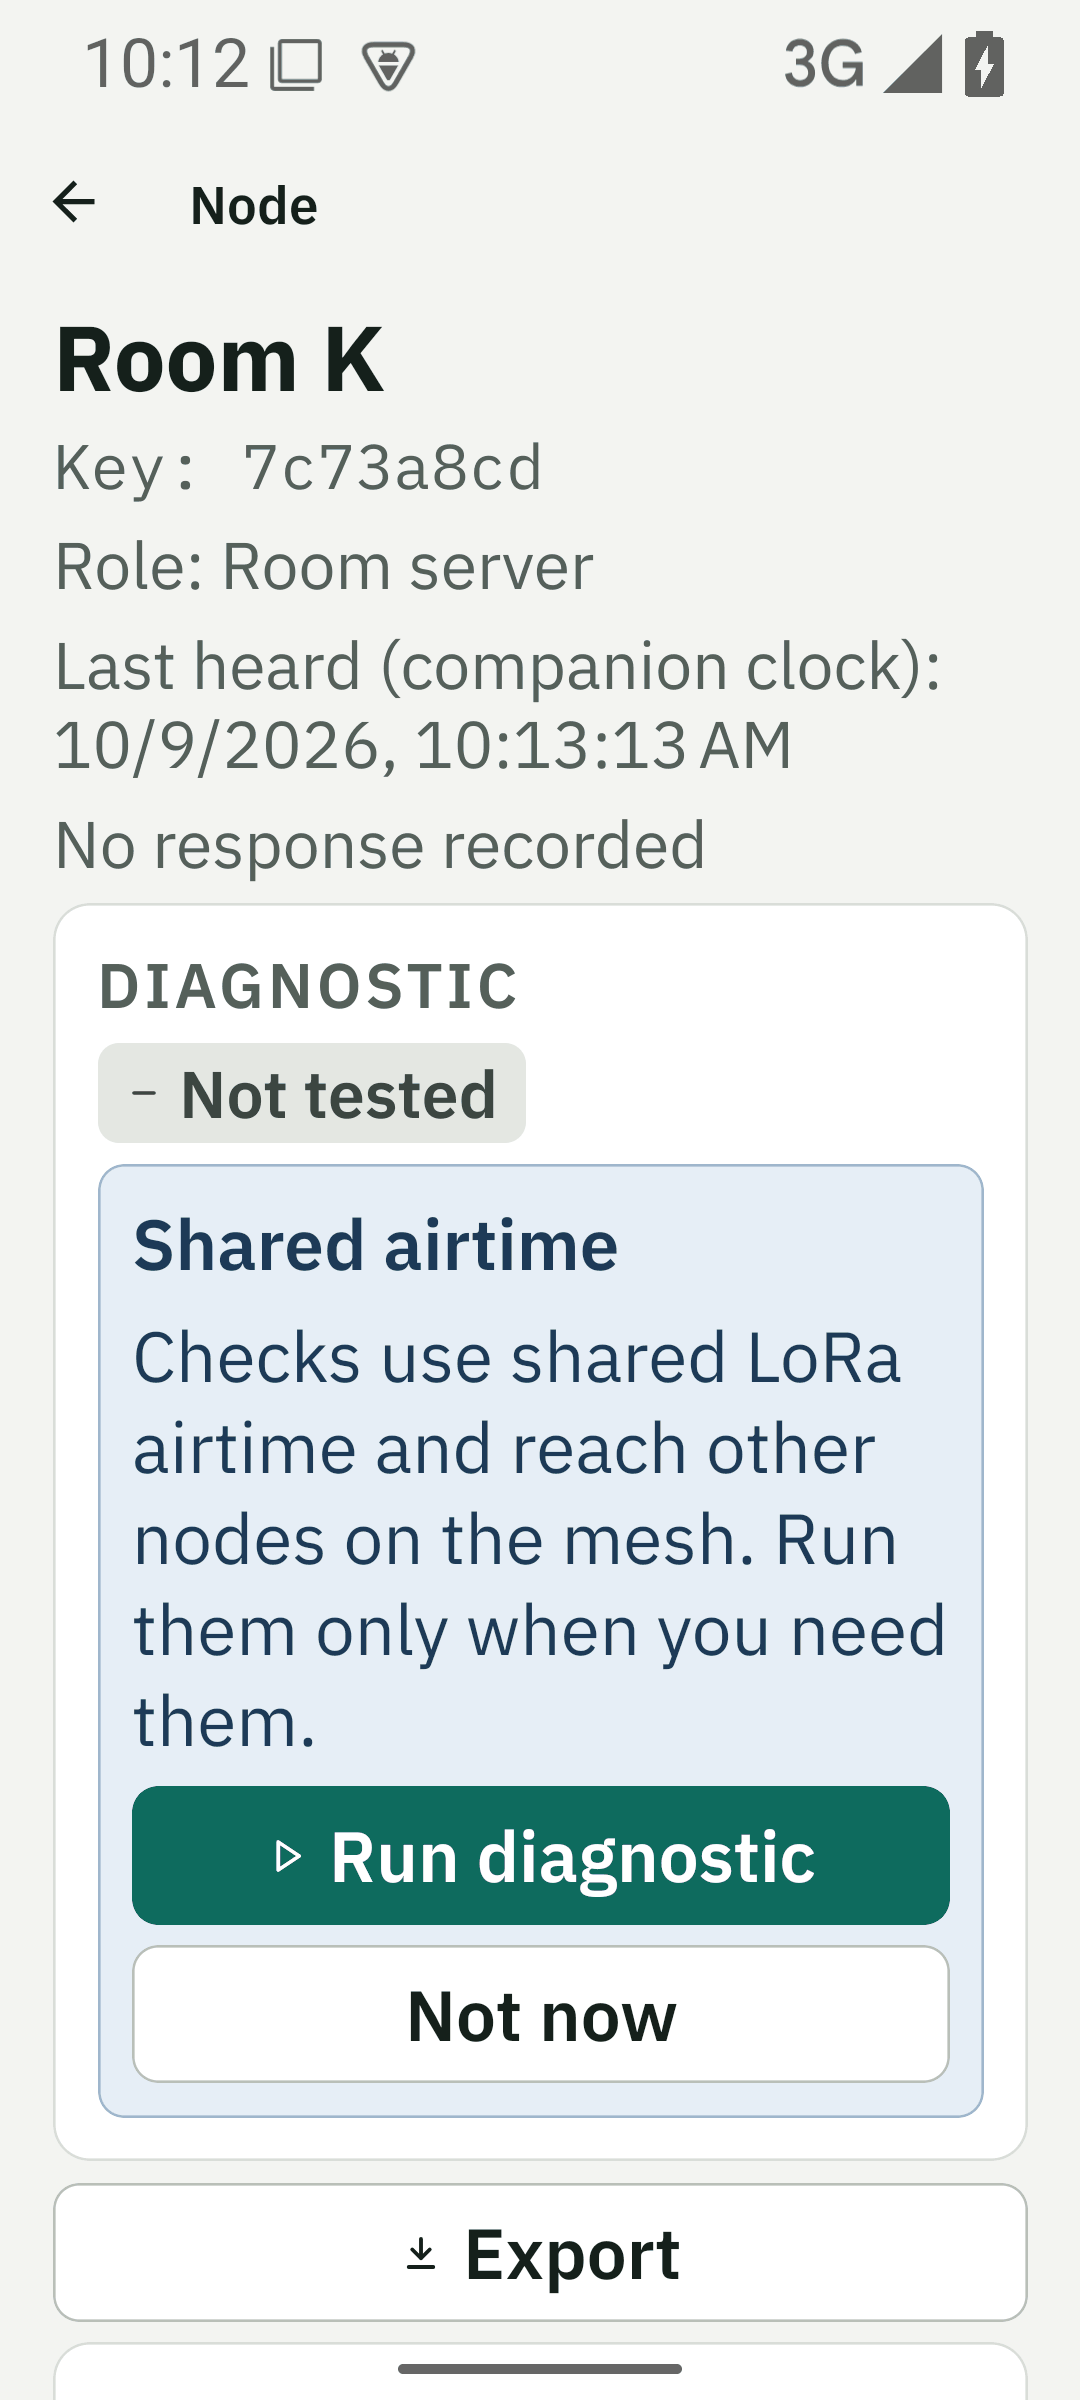 10:12
3G
Node
Room K
Key: 7c73a8cd
Role: Room server
Last heard (companion clock):
10/9/2026, 10:13:13 AM
No response recorded
DIAGNOSTIC
– Not tested
Shared airtime
Checks use shared LoRa
airtime and reach other
nodes on the mesh. Run
them only when you need
them.
Run diagnostic
Not now
Export